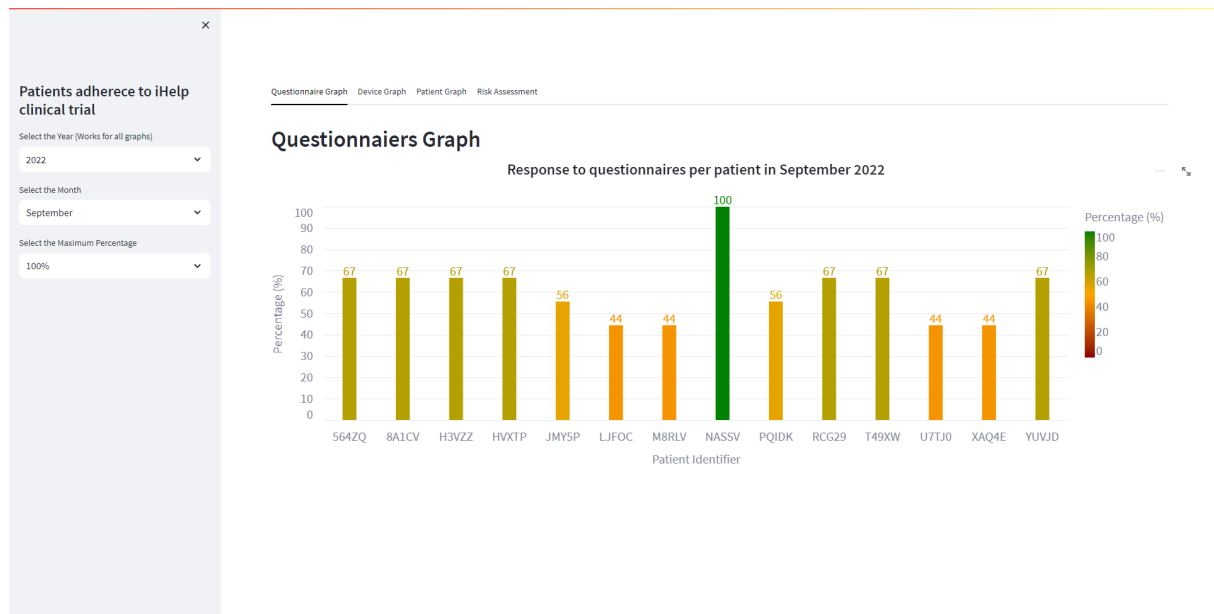 ×
Patients adherece to iHelp
clinical trial
Select the Year (Works for all graphs)
2022
Select the Month
September
Select the Maximum Percentage
100%
Questionnaire Graph Device Graph Patient Graph Risk Assessment
Questionnaiers Graph
Response to questionnaires per patient in September 2022
Percentage (%)
100
90
80
70
60
50
40
30
20
10
0
67 67 67 67 56 44 44 100 56 67 67 44 44 67
564ZQ 8A1CV H3VZZ HVXTP JMY5P LJFOC M8RLV NASSV PQIDK RCG29 T49XW U7TJ0 XAQ4E YUVJD
Patient Identifier
Percentage (%)
100
80
60
40
20
0